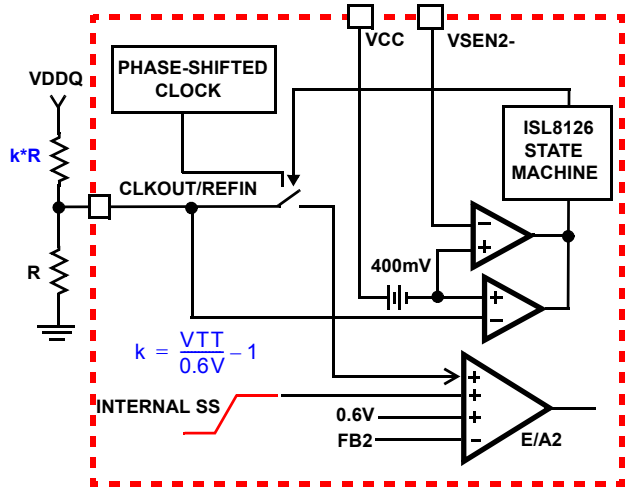 VCC
VSEN2-
PHASE-SHIFTED
CLOCK
VDDQ
ISL8126
STATE
MACHINE
k*R
CLKOUT/REFIN
−
+
R
400mV
+
−
k = VTT/0.6V – 1
INTERNAL SS
+
+
0.6V
+
FB2
−
E/A2